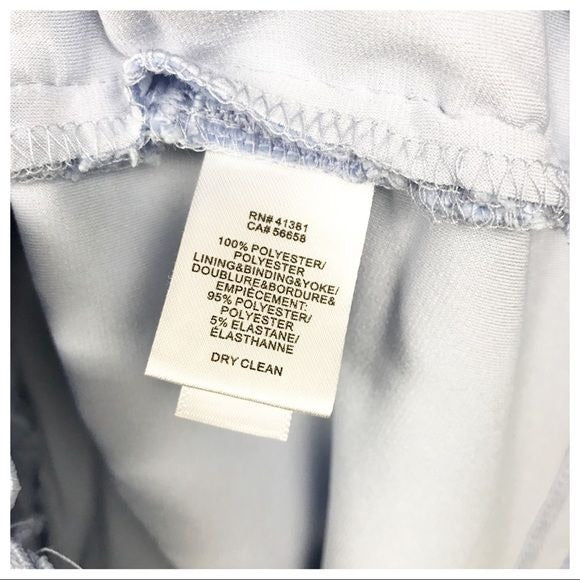 RN# 41381
CA# 56658
100% POLYESTER/
POLYESTER
LINING&BINDING&YOKE/
DOUBLURE&BORDURE&
EMPIÈCEMENT:
95% POLYESTER/
POLYESTER
5% ELASTANE/
ÉLASTHANNE
DRY CLEAN